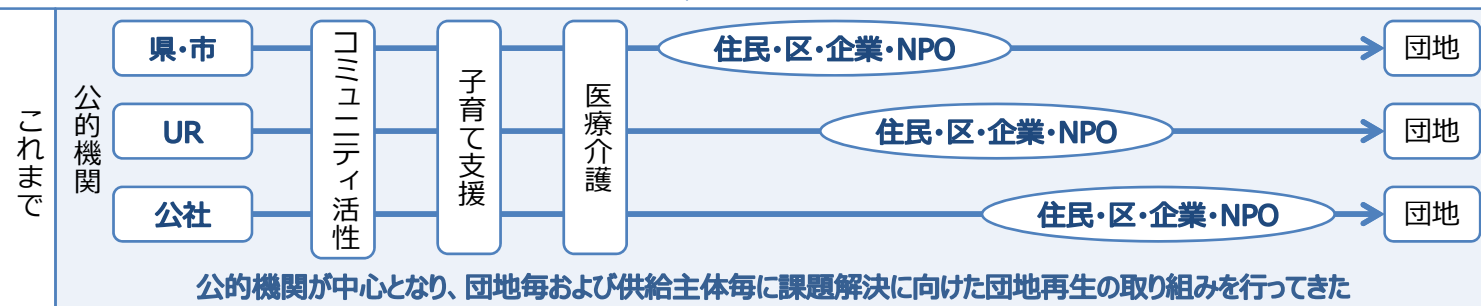 これまで
公的機関
県・市
コミュニティ活性
子育て支援
医療介護
住民・区・企業・NPO
団地
UR
住民・区・企業・NPO
団地
公社
住民・区・企業・NPO
団地
公的機関が中心となり、団地毎および供給主体毎に課題解決に向けた団地再生の取り組みを行ってきた